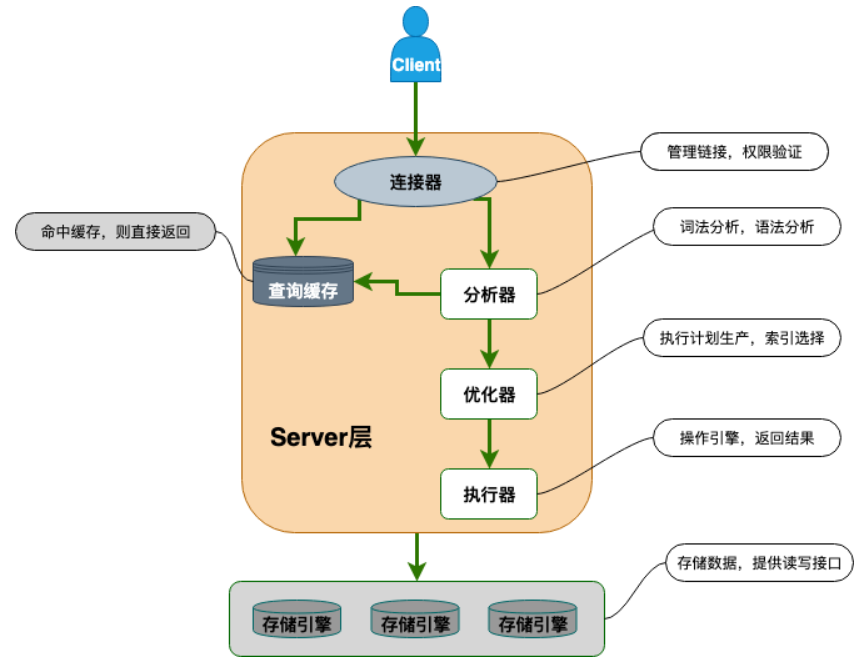 Client
管理链接，权限验证
连接器
命中缓存，则直接返回
词法分析，语法分析
查询缓存
分析器
执行计划生产，索引选择
优化器
Server层
操作引擎，返回结果
执行器
存储数据，提供读写接口
存储引擎
存储引擎
存储引擎